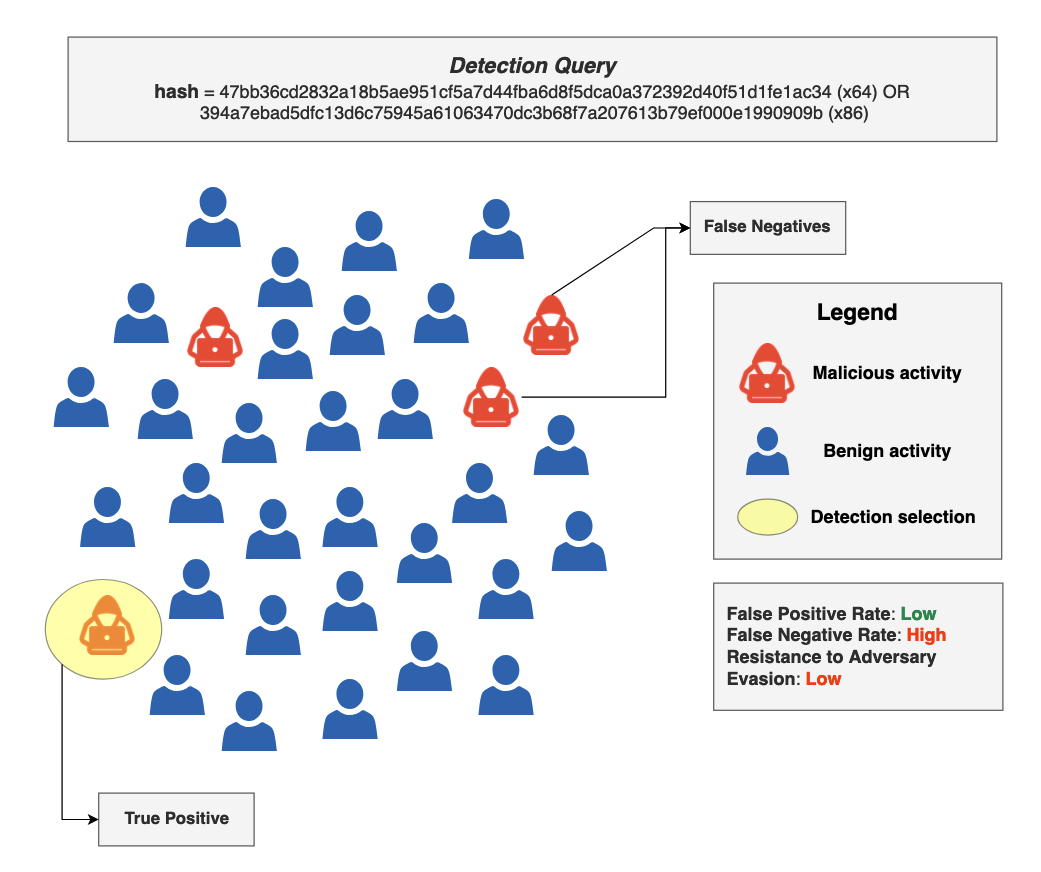 Detection Query
hash = 47bb36cd2832a18b5ae951cf5a7d44fba6d8f5dca0a372392d40f51d1fe1ac34 (x64) OR
394a7ebad5dfc13d6c75945a61063470dc3b68f7a207613b79ef000e1990909b (x86)
False Negatives
Legend
Malicious activity
Benign activity
Detection selection
False Positive Rate: Low
False Negative Rate: High
Resistance to Adversary
Evasion: Low
True Positive